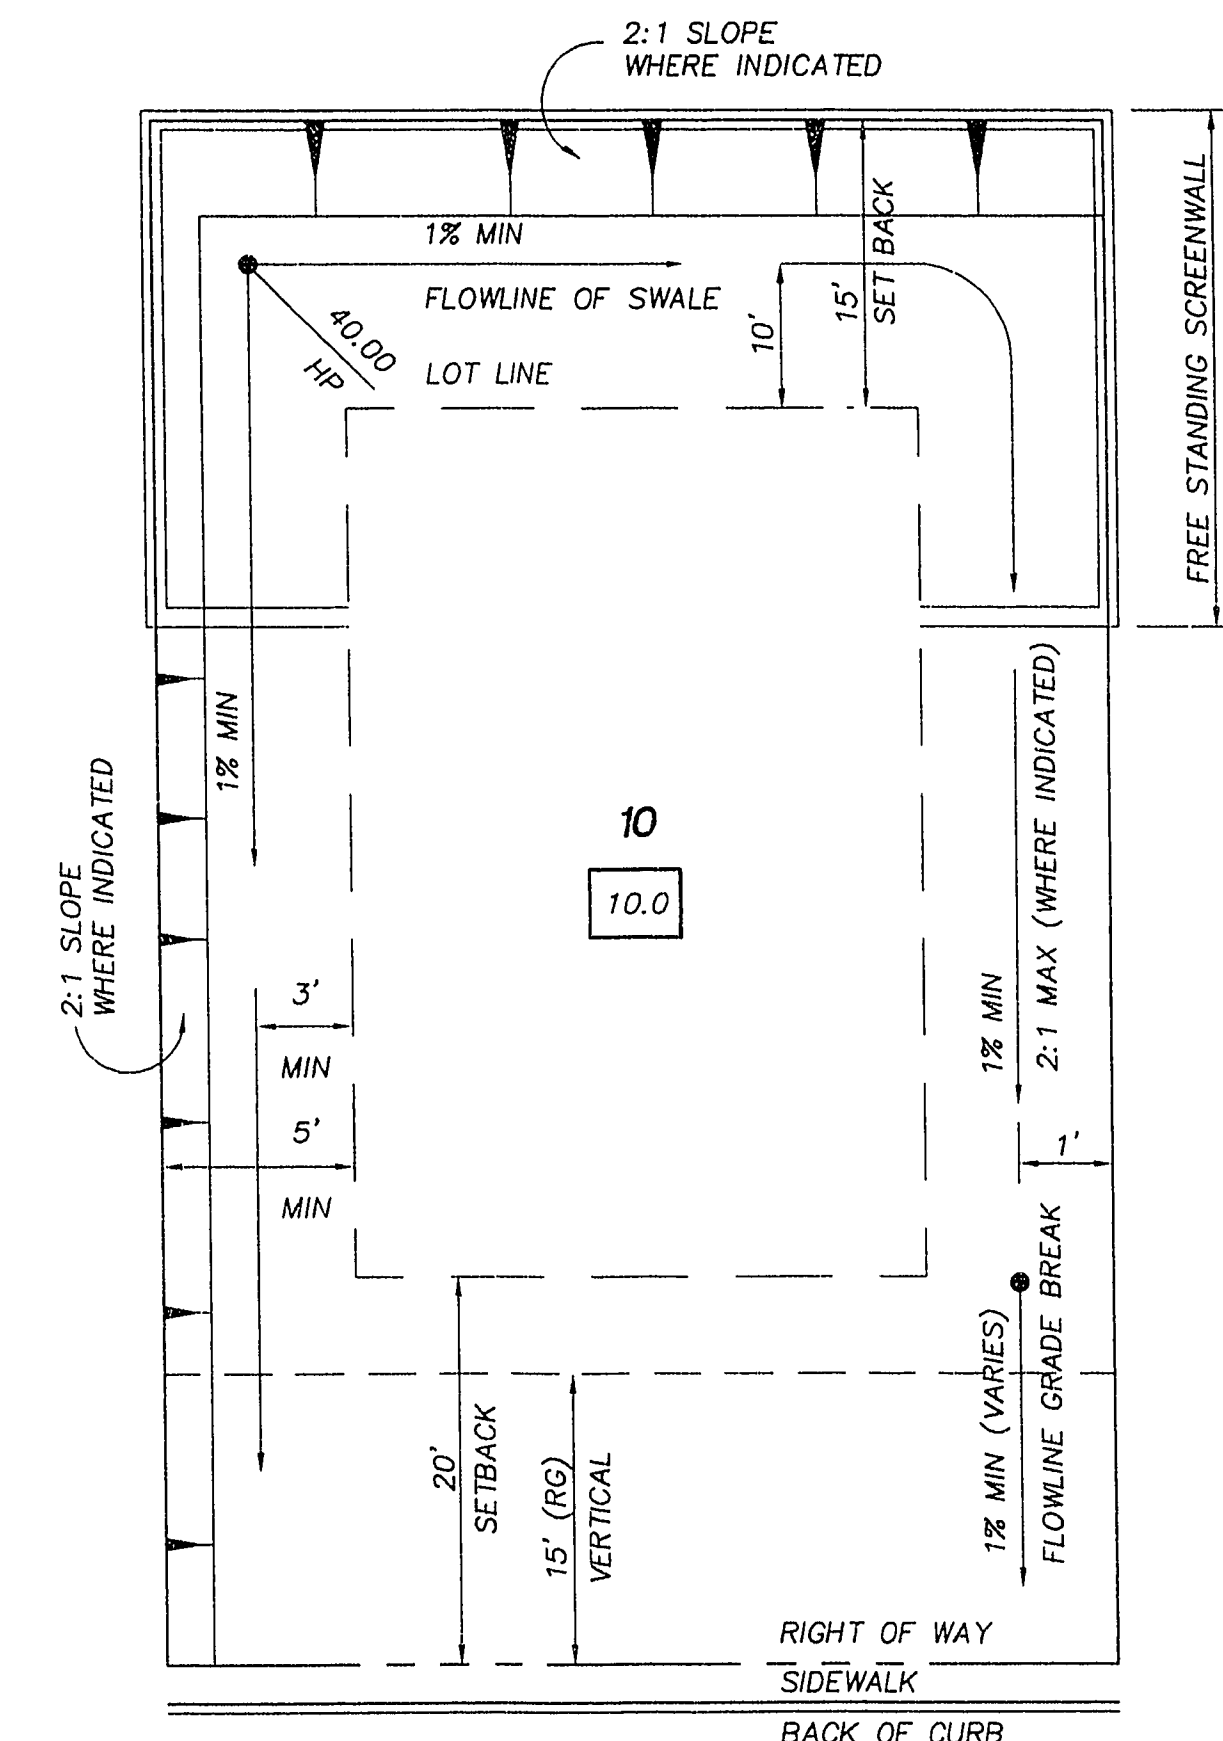 2:1 SLOPE
WHERE INDICATED
1% MIN
FLOWLINE OF SWALE
40.00
HP
LOT LINE
10'
15'
SET BACK
FREE STANDING SCREENWALL
1% MIN
2:1 SLOPE
WHERE INDICATED
10
10.0
3'
MIN
5'
MIN
1% MIN
2:1 MAX (WHERE INDICATED)
1'
20'
SETBACK
15' (RG)
VERTICAL
1% MIN (VARIES)
FLOWLINE GRADE BREAK
RIGHT OF WAY
SIDEWALK
BACK OF CURB